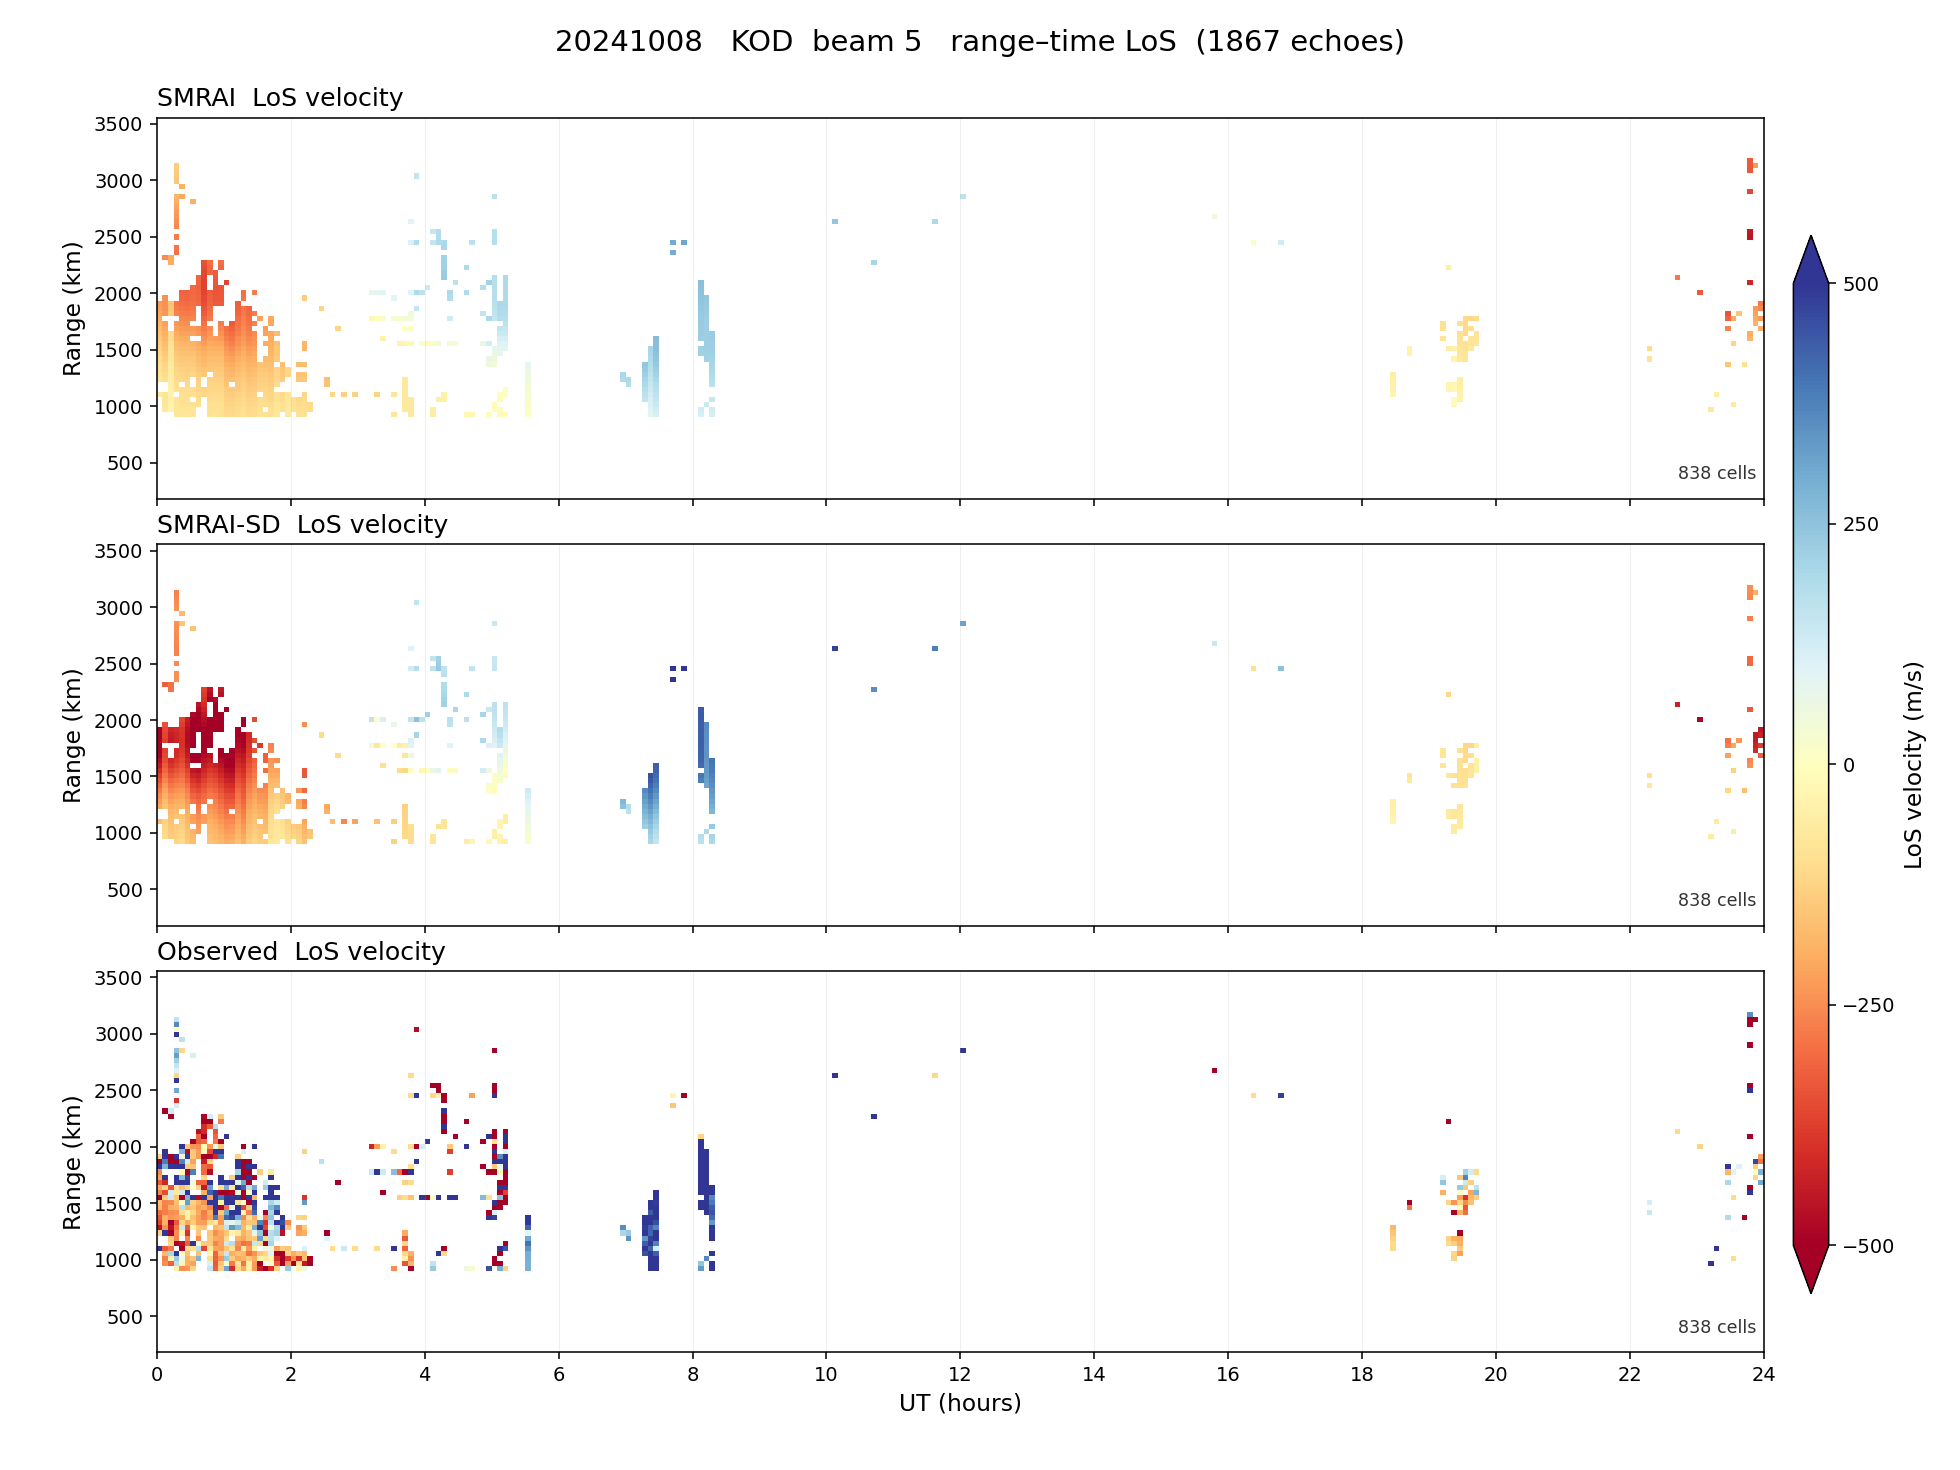 20241008   KOD  beam 5   range–time LoS  (1867 echoes)
SMRAI  LoS velocity
3500
3000
2500
2000
1500
1000
500
Range (km)
838 cells
SMRAI-SD  LoS velocity
3500
3000
2500
2000
1500
1000
500
Range (km)
838 cells
Observed  LoS velocity
3500
3000
2500
2000
1500
1000
500
Range (km)
838 cells
0 2 4 6 8 10 12 14 16 18 20 22 24
UT (hours)
500
250
0
−250
−500
LoS velocity (m/s)